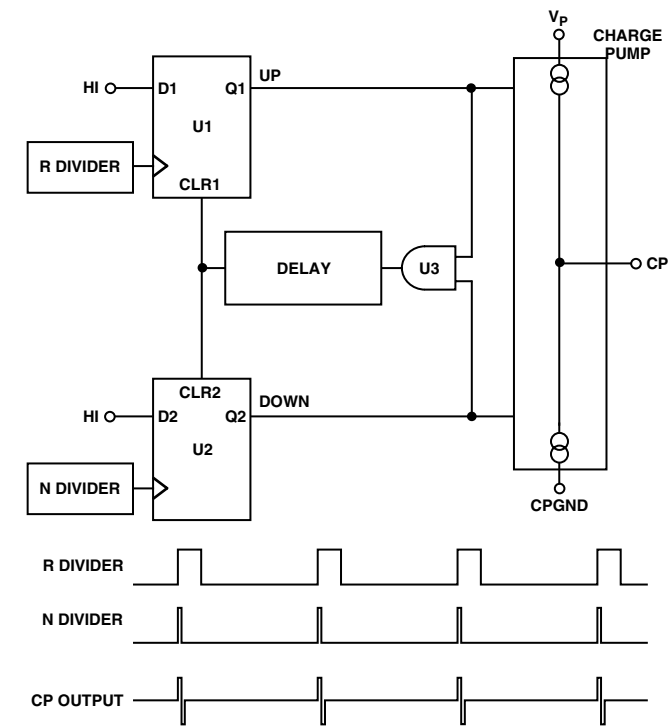 VP
CHARGE
PUMP
HI
D1
Q1
UP
U1
R DIVIDER
CLR1
DELAY
U3
CP
CLR2
HI
D2
Q2
DOWN
U2
N DIVIDER
CPGND
R DIVIDER
N DIVIDER
CP OUTPUT